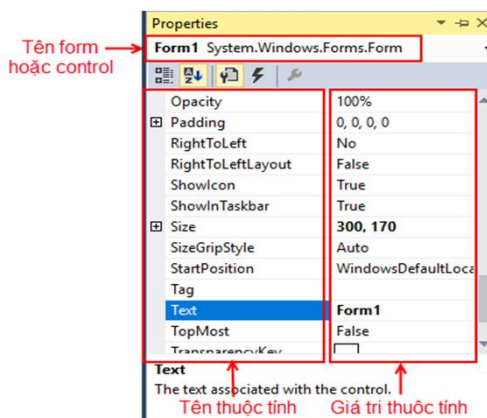 Properties
Tên form
hoặc control
Form1 System.Windows.Forms.Form
Opacity 100%
Padding 0, 0, 0, 0
RightToLeft No
RightToLeftLayout False
ShowIcon True
ShowInTaskbar True
Size 300, 170
SizeGripStyle Auto
StartPosition WindowsDefaultLoca
Tag
Text Form1
TopMost False
TransparencyKey
Text
The text associated with the control.
Tên thuộc tính Giá trị thuộc tính